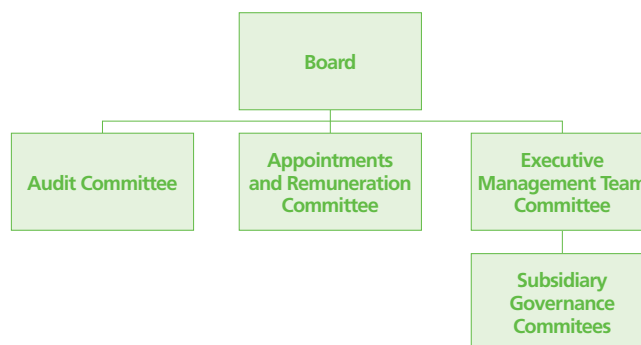 Board
Audit Committee
Appointments
and Remuneration
Committee
Executive
Management Team
Committee
Subsidiary
Governance
Commitees